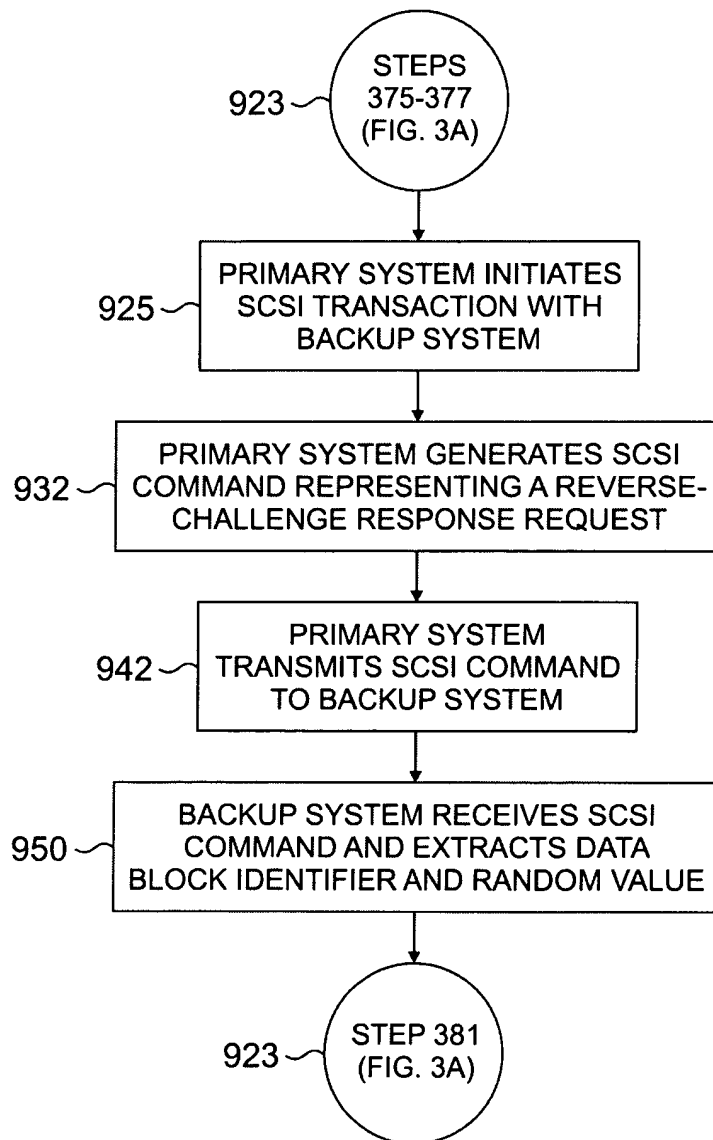 STEPS
375-377
(FIG. 3A)
923
PRIMARY SYSTEM INITIATES
SCSI TRANSACTION WITH
BACKUP SYSTEM
925
PRIMARY SYSTEM GENERATES SCSI
COMMAND REPRESENTING A REVERSE-
CHALLENGE RESPONSE REQUEST
932
PRIMARY SYSTEM
TRANSMITS SCSI COMMAND
TO BACKUP SYSTEM
942
BACKUP SYSTEM RECEIVES SCSI
COMMAND AND EXTRACTS DATA
BLOCK IDENTIFIER AND RANDOM VALUE
950
STEP 381
(FIG. 3A)
923